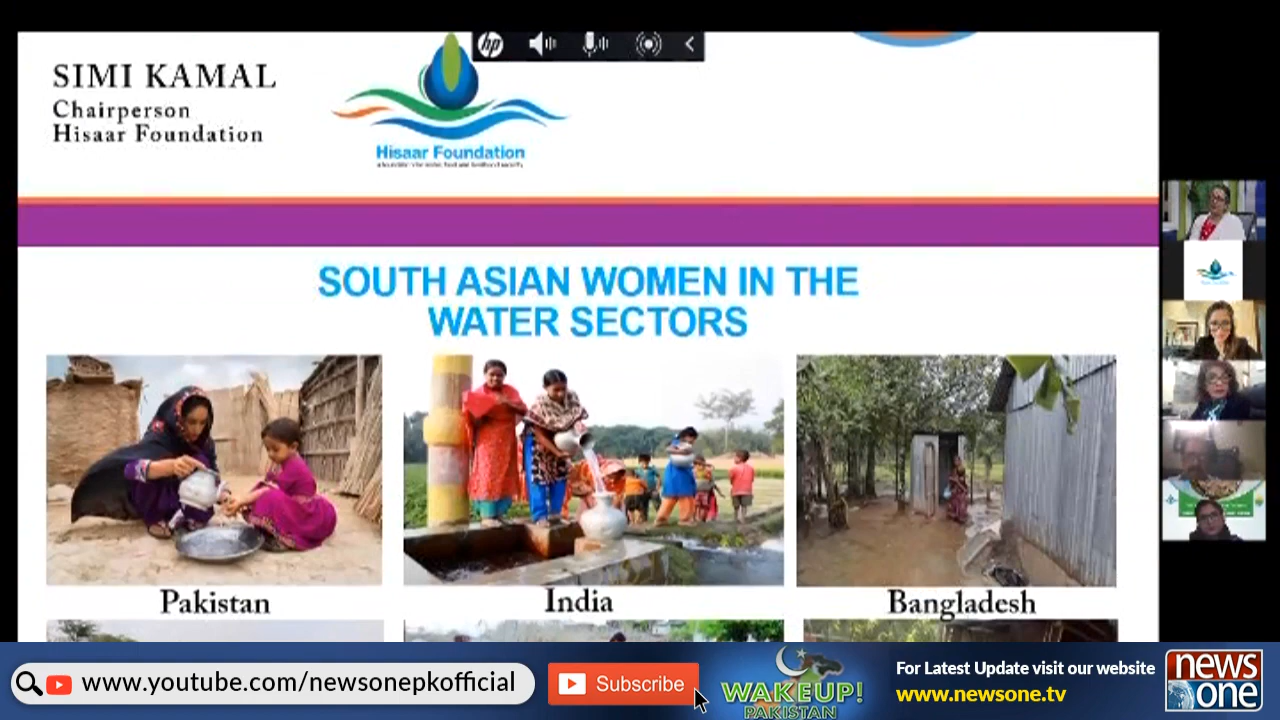 SIMI KAMAL
Chairperson
Hisaar Foundation
hp
Hisaar Foundation
SOUTH ASIAN WOMEN IN THE
WATER SECTORS
Pakistan
India
Bangladesh
www.youtube.com/newsonepkofficial
Subscribe
WAKEUP!
PAKISTAN
For Latest Update visit our website
www.newsone.tv
news
one